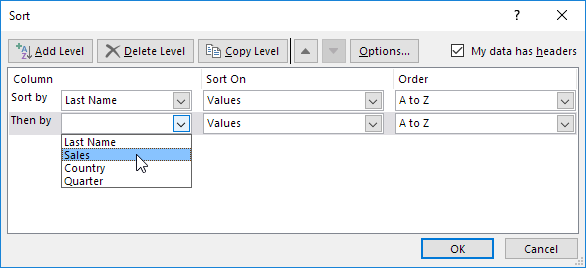 Sort
?
Add Level Delete Level Copy Level Options... My data has headers
Column Sort On Order
Sort by Last Name Values A to Z
Then by Values A to Z
Last Name
Sales
Country
Quarter
OK Cancel